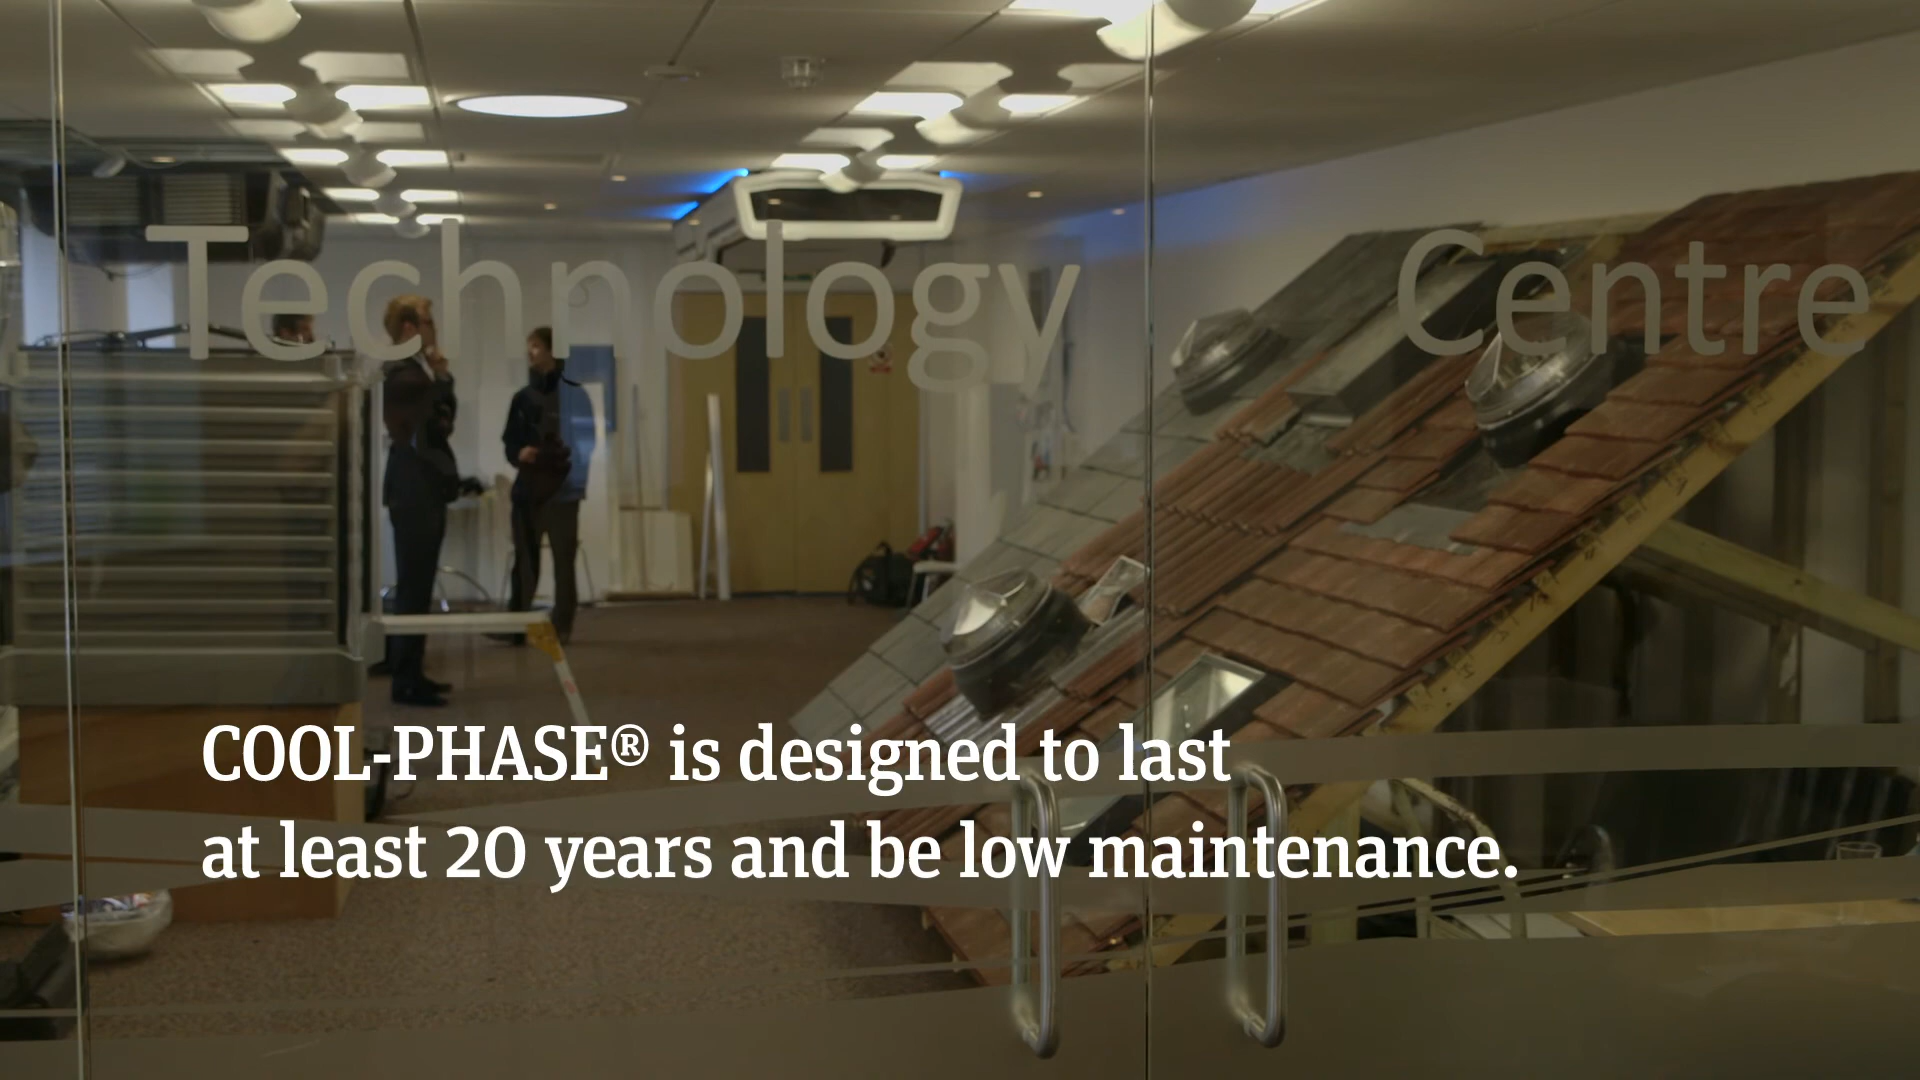 Technology Centre
COOL-PHASE® is designed to last
at least 20 years and be low maintenance.